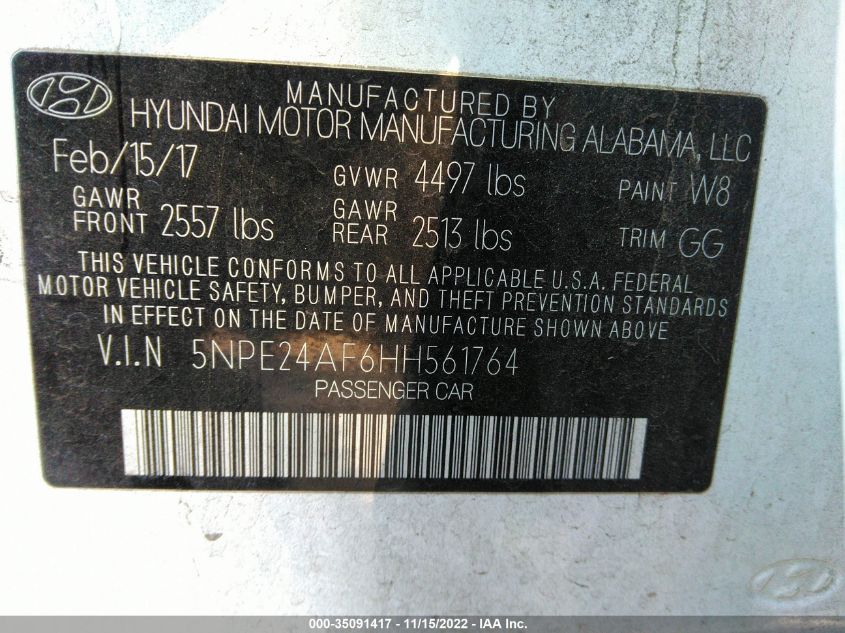 MANUFACTURED BY
HYUNDAI MOTOR MANUFACTURING ALABAMA, LLC
Feb/15/17 GVWR 4497 lbs PAINT W8
GAWR FRONT 2557 lbs GAWR REAR 2513 lbs TRIM GG
THIS VEHICLE CONFORMS TO ALL APPLICABLE U.S.A. FEDERAL
MOTOR VEHICLE SAFETY, BUMPER, AND THEFT PREVENTION STANDARDS
IN EFFECT ON THE DATE OF MANUFACTURE SHOWN ABOVE
V.I.N 5NPE24AF6HH561764
PASSENGER CAR
000-35091417 - 11/15/2022 - IAA Inc.